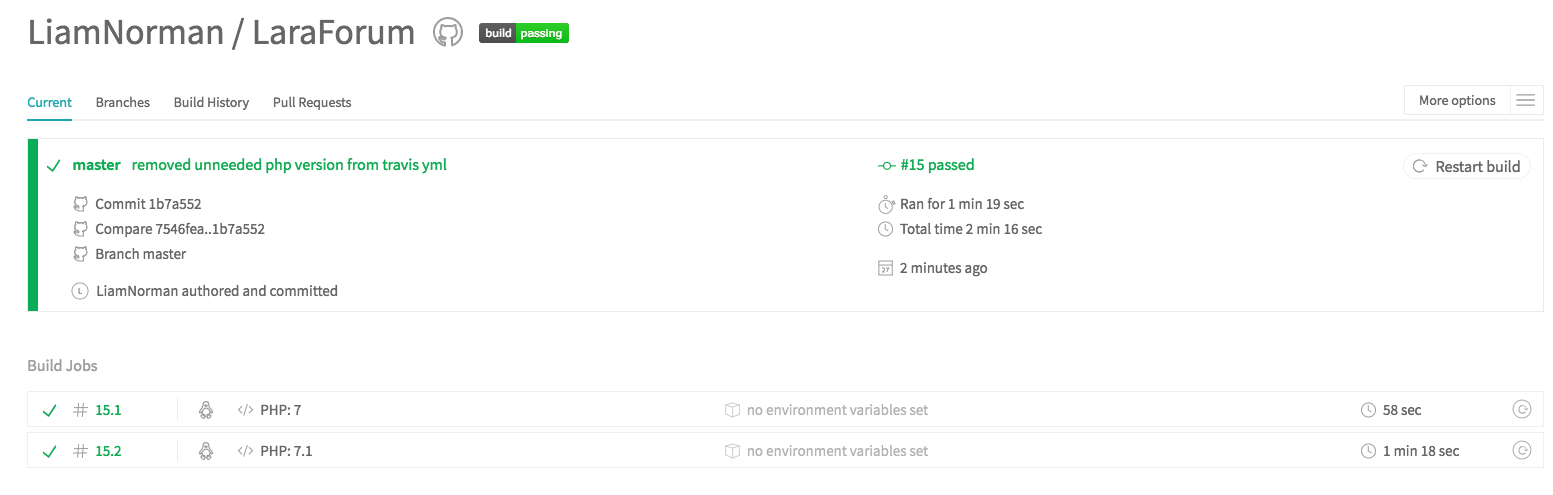 LiamNorman / LaraForum build passing
Current Branches Build History Pull Requests More options
master removed unneeded php version from travis yml #15 passed Restart build
Commit 1b7a552 Ran for 1 min 19 sec
Compare 7546fea..1b7a552 Total time 2 min 16 sec
Branch master
27 2 minutes ago
L LiamNorman authored and committed
Build Jobs
# 15.1 </> PHP: 7 no environment variables set 58 sec
# 15.2 </> PHP: 7.1 no environment variables set 1 min 18 sec